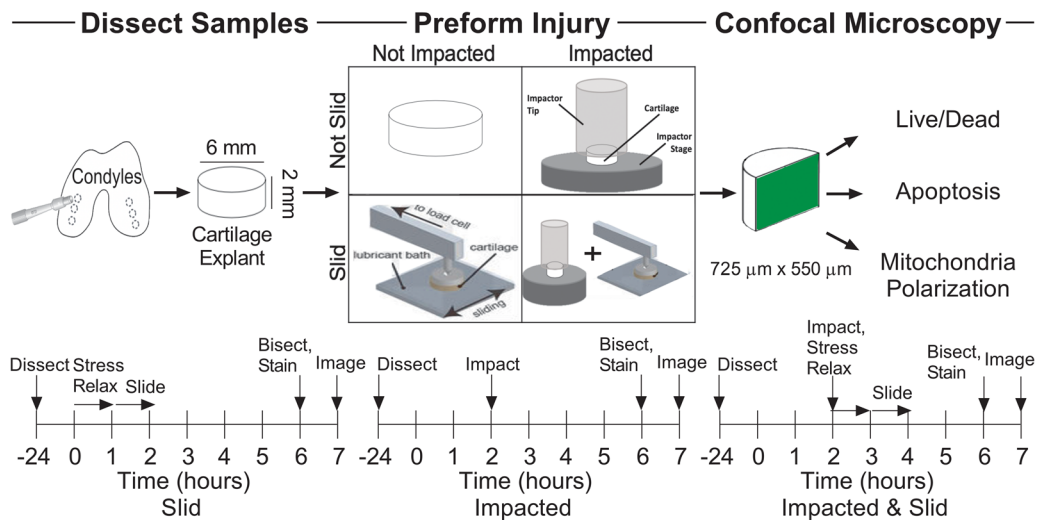 Dissect Samples
Preform Injury
Confocal Microscopy
Not Impacted
Impacted
Not Slid
Slid
Condyles
6 mm
2 mm
Cartilage
Explant
Impactor
Tip
Cartilage
Impactor
Stage
to load cell
lubricant bath
cartilage
sliding
+
Live/Dead
Apoptosis
Mitochondria
Polarization
725 µm x 550 µm
Dissect
Stress
Relax
Slide
Bisect,
Stain
Image
-24 0 1 2 3 4 5 6 7
Time (hours)
Slid
Dissect
Impact
Bisect,
Stain
Image
-24 0 1 2 3 4 5 6 7
Time (hours)
Impacted
Dissect
Impact,
Stress
Relax
Slide
Bisect,
Stain
Image
-24 0 1 2 3 4 5 6 7
Time (hours)
Impacted & Slid